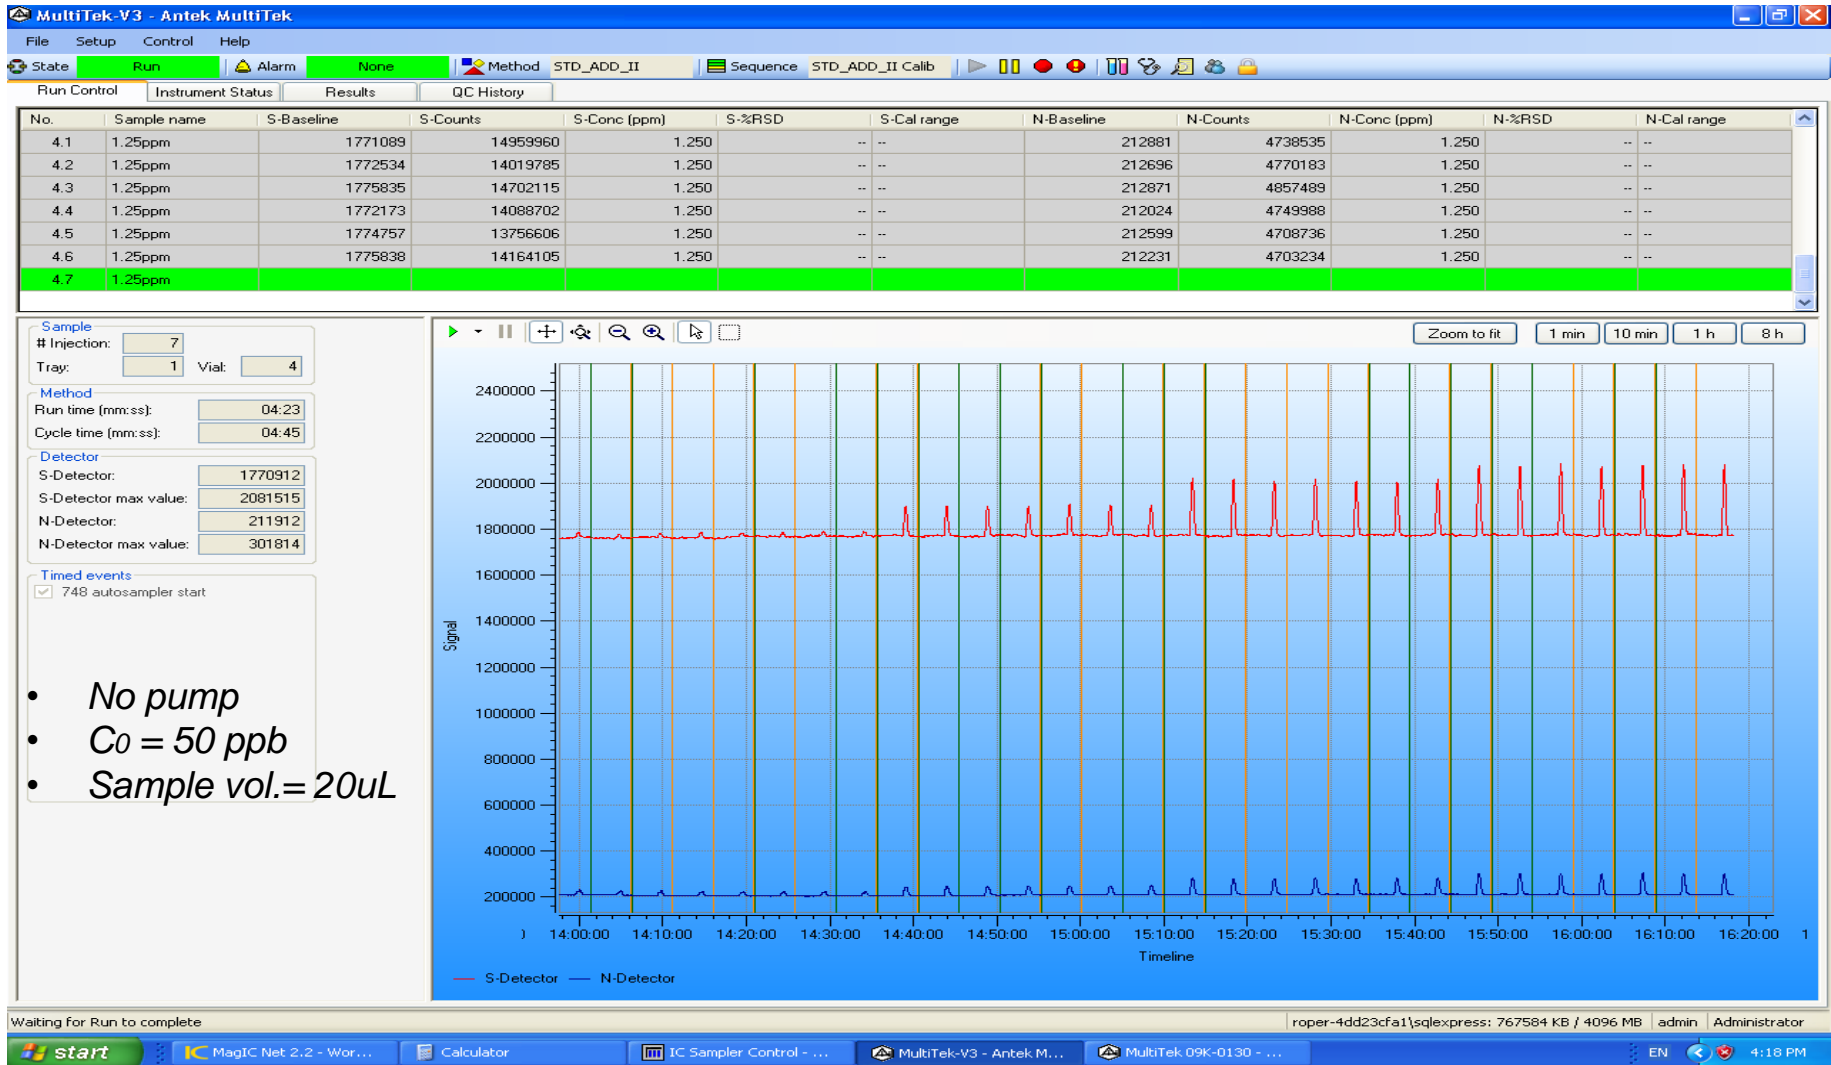 MultiTek-V3 - Antek MultiTek
File Setup Control Help
State Run Alarm None Method STD_ADD_II Sequence STD_ADD_II Calib
Run Control Instrument Status Results QC History
No. Sample name S-Baseline S-Counts S-Conc (ppm) S-%RSD S-Cal range N-Baseline N-Counts N-Conc (ppm) N-%RSD N-Cal range
4.1 1.25ppm 1771089 14959960 1.250 -- -- 212881 4738535 1.250 -- --
4.2 1.25ppm 1772534 14019785 1.250 -- -- 212696 4770183 1.250 -- --
4.3 1.25ppm 1775835 14702115 1.250 -- -- 212871 4857489 1.250 -- --
4.4 1.25ppm 1772173 14088702 1.250 -- -- 212024 4749988 1.250 -- --
4.5 1.25ppm 1774757 13756606 1.250 -- -- 212599 4708736 1.250 -- --
4.6 1.25ppm 1775838 14164105 1.250 -- -- 212231 4703234 1.250 -- --
4.7 1.25ppm
Sample
# Injection: 7
Tray: 1 Vial: 4
Method
Run time (mm:ss): 04:23
Cycle time (mm:ss): 04:45
Detector
S-Detector: 1770912
S-Detector max value: 2081515
N-Detector: 211912
N-Detector max value: 301814
Timed events
748 autosampler start
• No pump
• C0 = 50 ppb
• Sample vol.= 20uL
Zoom to fit 1 min 10 min 1 h 8 h
2400000
2200000
2000000
1800000
1600000
1400000
1200000
1000000
800000
600000
400000
200000
Signal
) 14:00:00 14:10:00 14:20:00 14:30:00 14:40:00 14:50:00 15:00:00 15:10:00 15:20:00 15:30:00 15:40:00 15:50:00 16:00:00 16:10:00 16:20:00 1
Timeline
S-Detector N-Detector
Waiting for Run to complete roper-4dd23cfa1\sqlexpress: 767584 KB / 4096 MB admin Administrator
start MagIC Net 2.2 - Wor... Calculator IC Sampler Control - ... MultiTek-V3 - Antek M... MultiTek 09K-0130 - ... EN 4:18 PM